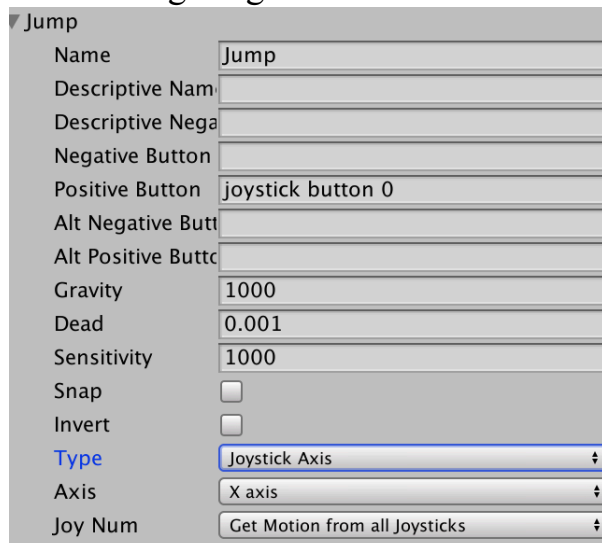 Jump
Name Jump
Descriptive Nam
Descriptive Nega
Negative Button
Positive Button joystick button 0
Alt Negative Butt
Alt Positive Butto
Gravity 1000
Dead 0.001
Sensitivity 1000
Snap
Invert
Type Joystick Axis
Axis X axis
Joy Num Get Motion from all Joysticks